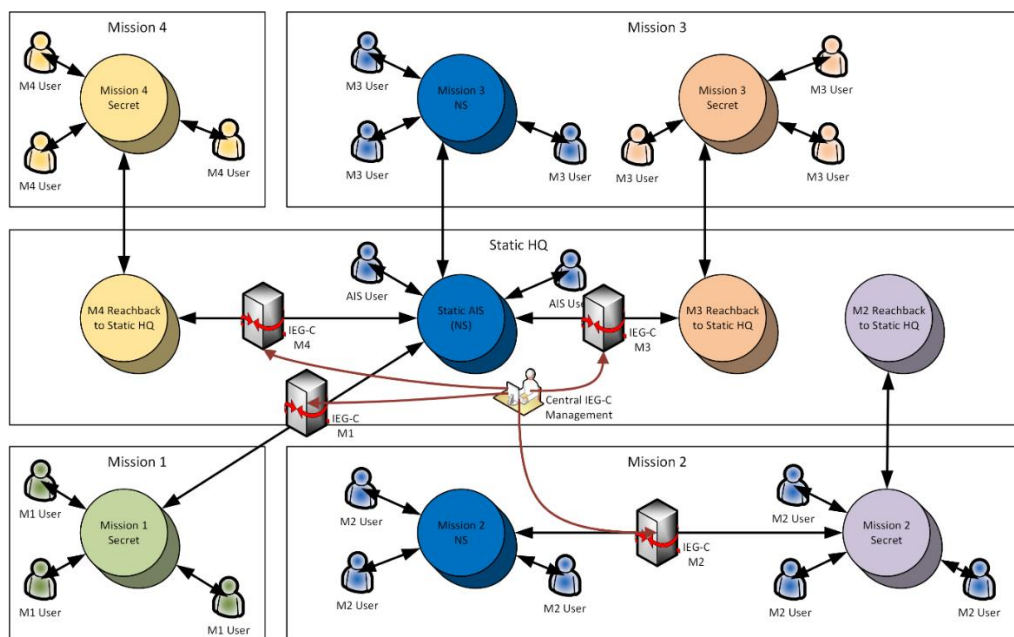 Mission 4
M4 User
Mission 4
Secret
M4 User
M4 User
Mission 3
M3 User
Mission 3
NS
M3 User
M3 User
Mission 3
Secret
M3 User
M3 User
M3 User
Static HQ
AIS User
AIS Use
M4 Reachback
to Static HQ
IEG-C
M4
Static AIS
(NS)
IEG-C
M3
M3 Reachback
to Static HQ
M2 Reachback
to Static HQ
IEG-C
M1
Central IEG-C
Management
Mission 1
M1 User
Mission 1
Secret
M1 User
M1 User
Mission 2
M2 User
Mission 2
NS
M2 User
M2 User
IEG-C
M2
M2 User
Mission 2
Secret
M2 User
M2 User